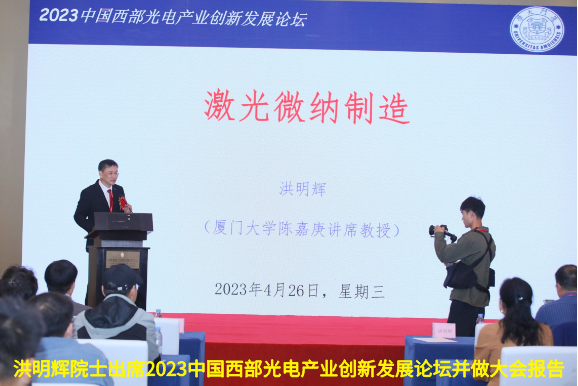 2023中国西部光电产业创新发展论坛
激光微纳制造
洪明辉
（厦门大学陈嘉庚讲席教授）
2023年4月26日，星期三
洪明辉院士出席2023中国西部光电产业创新发展论坛并做大会报告